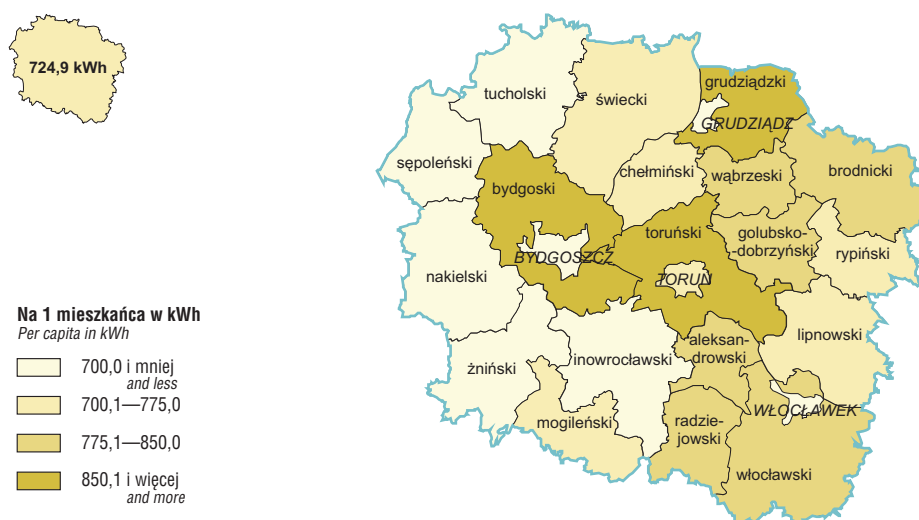 724,9 kWh
Na 1 mieszkańca w kWh
Per capita in kWh
700,0 i mniej
and less
700,1—775,0
775,1—850,0
850,1 i więcej
and more
tucholski
świecki
grudziądzki
GRUDZIĄDZ
sępoleński
chełmiński
wąbrzeski
brodnicki
bydgoski
BYDGOSZCZ
toruński
TORUŃ
golubsko-
-dobrzyński
rypiński
nakielski
lipnowski
aleksan-
drowski
inowrocławski
żniński
WŁOCŁAWEK
mogileński
radzie-
jowski
włocławski